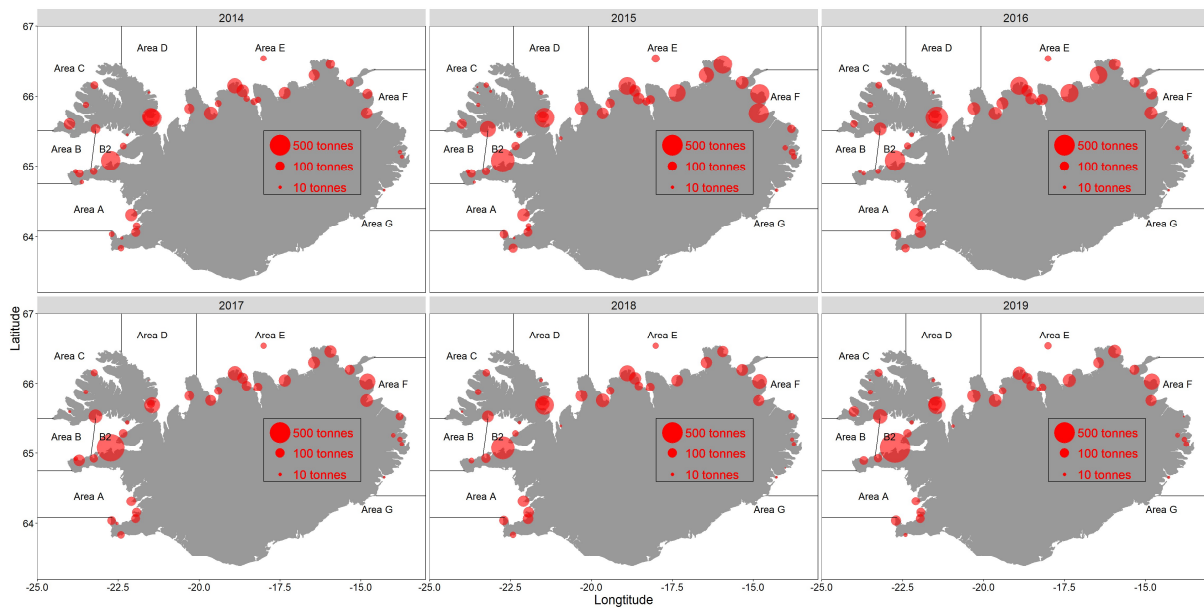 2014
2015
2016
67
66
65
64
Area D
Area E
Area C
Area F
Area B
B2
Area A
Area G
500 tonnes
100 tonnes
10 tonnes
Area D
Area E
Area C
Area F
Area B
B2
Area A
Area G
500 tonnes
100 tonnes
10 tonnes
Area D
Area E
Area C
Area F
Area B
B2
Area A
Area G
500 tonnes
100 tonnes
10 tonnes
Latitude
2017
2018
2019
67
66
65
64
Area D
Area E
Area C
Area F
Area B
B2
Area A
Area G
500 tonnes
100 tonnes
10 tonnes
Area D
Area E
Area C
Area F
Area B
B2
Area A
Area G
500 tonnes
100 tonnes
10 tonnes
Area D
Area E
Area C
Area F
Area B
B2
Area A
Area G
500 tonnes
100 tonnes
10 tonnes
-25.0 -22.5 -20.0 -17.5 -15.0 -25.0 -22.5 -20.0 -17.5 -15.0 -25.0 -22.5 -20.0 -17.5 -15.0
Longtitude